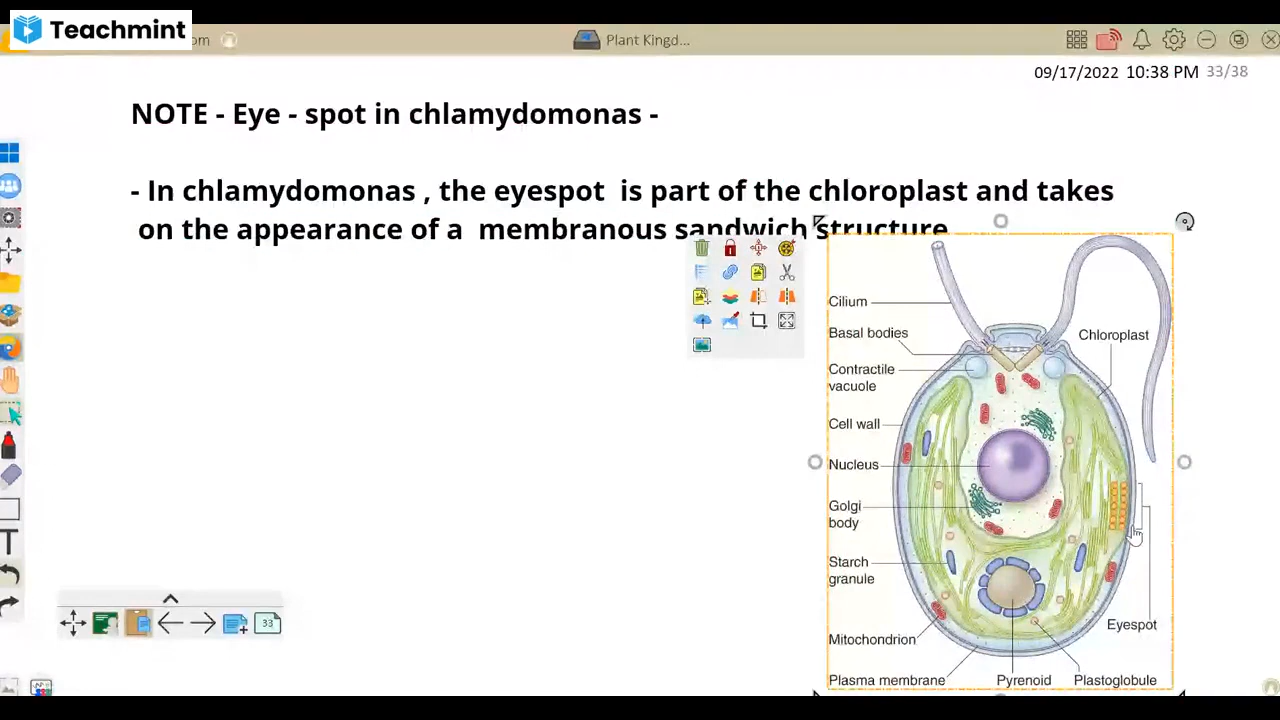 Teachmint
om
Plant Kingd...
09/17/2022 10:38 PM 33/38
NOTE - Eye - spot in chlamydomonas -
- In chlamydomonas , the eyespot is part of the chloroplast and takes
on the appearance of a membranous sandwich structure
Cilium
Basal bodies
Chloroplast
Contractile
vacuole
Cell wall
Nucleus
Golgi
body
Starch
granule
Eyespot
Mitochondrion
Plasma membrane
Pyrenoid
Plastoglobule
33